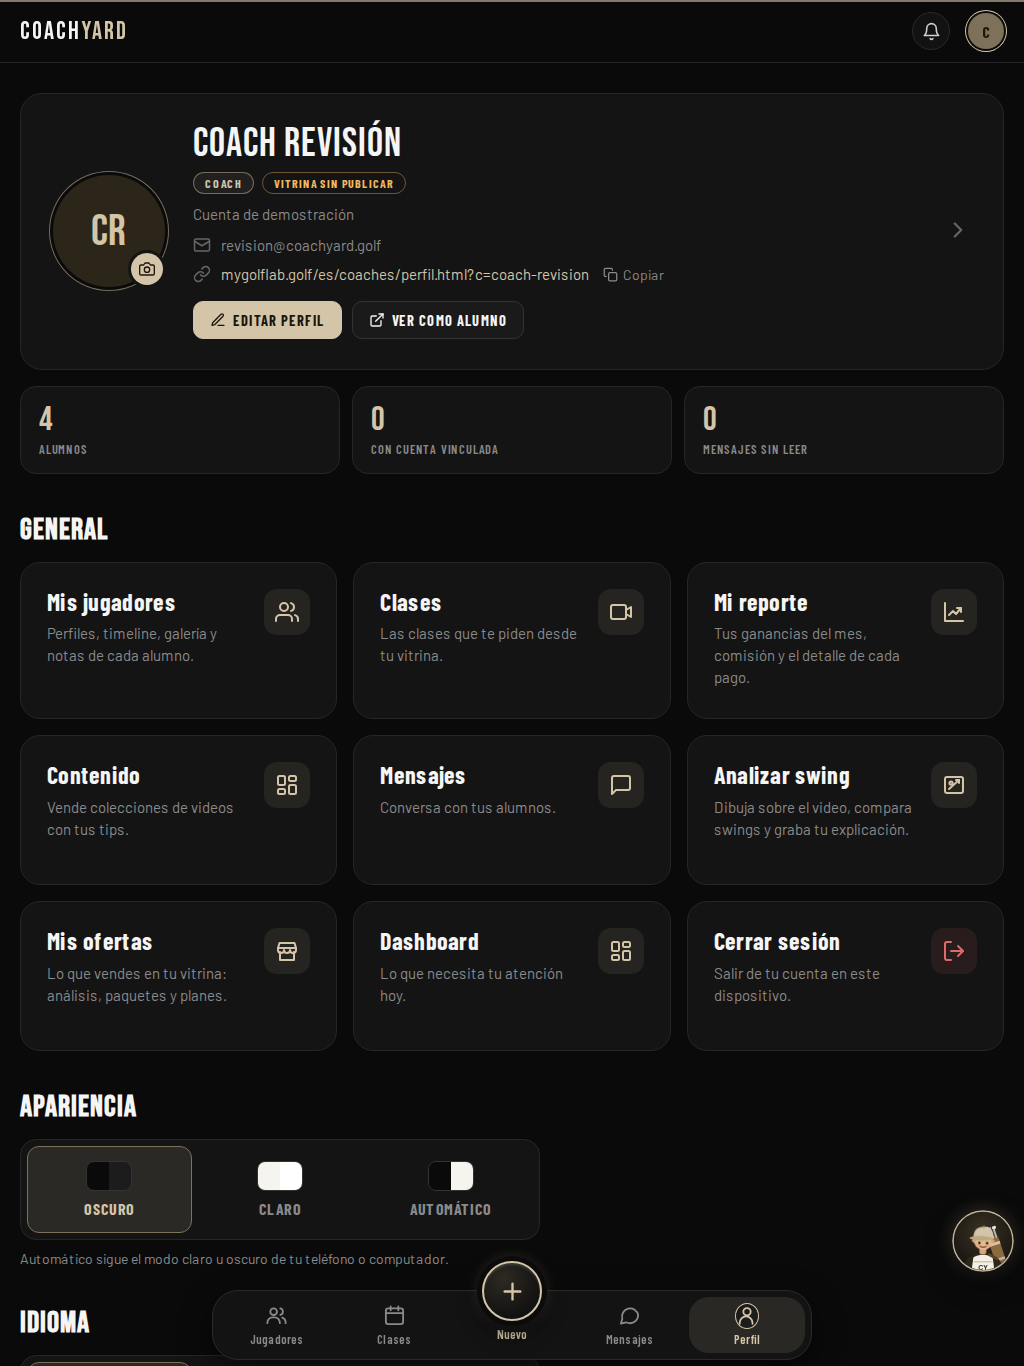 COACHYARD
C
COACH REVISIÓN
COACH
VITRINA SIN PUBLICAR
Cuenta de demostración
CR
revision@coachyard.golf
mygolflab.golf/es/coaches/perfil.html?c=coach-revision
Copiar
EDITAR PERFIL
VER COMO ALUMNO
4
ALUMNOS
0
CON CUENTA VINCULADA
0
MENSAJES SIN LEER
GENERAL
Mis jugadores
Perfiles, timeline, galería y
notas de cada alumno.
Clases
Las clases que te piden desde
tu vitrina.
Mi reporte
Tus ganancias del mes,
comisión y el detalle de cada
pago.
Contenido
Vende colecciones de videos
con tus tips.
Mensajes
Conversa con tus alumnos.
Analizar swing
Dibuja sobre el video, compara
swings y graba tu explicación.
Mis ofertas
Lo que vendes en tu vitrina:
análisis, paquetes y planes.
Dashboard
Lo que necesita tu atención
hoy.
Cerrar sesión
Salir de tu cuenta en este
dispositivo.
APARIENCIA
OSCURO
CLARO
AUTOMÁTICO
Automático sigue el modo claro u oscuro de tu teléfono o computador.
CY
IDIOMA
Jugadores
Clases
Nuevo
Mensajes
Perfil